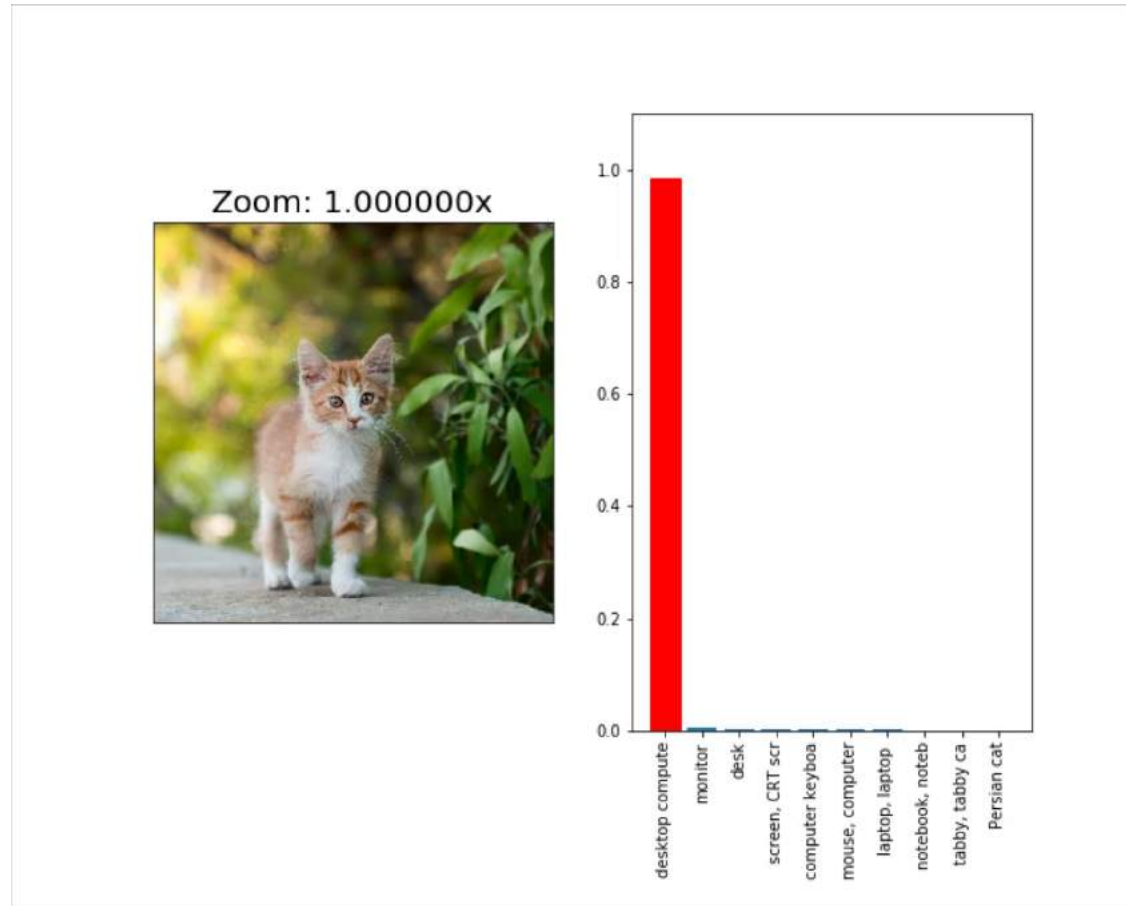 Zoom: 1.000000x
1.0
0.8
0.6
0.4
0.2
0.0
desktop compute
monitor
desk
screen, CRT scr
computer keyboa
mouse, computer
laptop, laptop
notebook, noteb
tabby, tabby ca
Persian cat